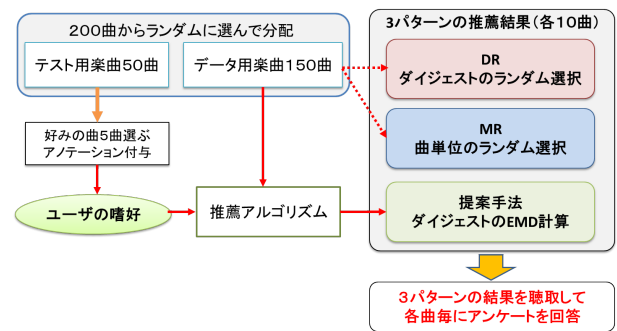 200曲からランダムに選んで分配
テスト用楽曲50曲
データ用楽曲150曲
好みの曲5曲選ぶ
アノテーション付与
ユーザの嗜好
推薦アルゴリズム
3パターンの推薦結果(各10曲)
DR
ダイジェストのランダム選択
MR
曲単位のランダム選択
提案手法
ダイジェストのEMD計算
3パターンの結果を聴取して
各曲毎にアンケートを回答